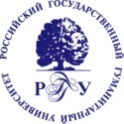 РОССИЙСКИЙ ГОСУДАРСТВЕННЫЙ ГУМАНИТАРНЫЙ УНИВЕРСИТЕТ
РГГУ